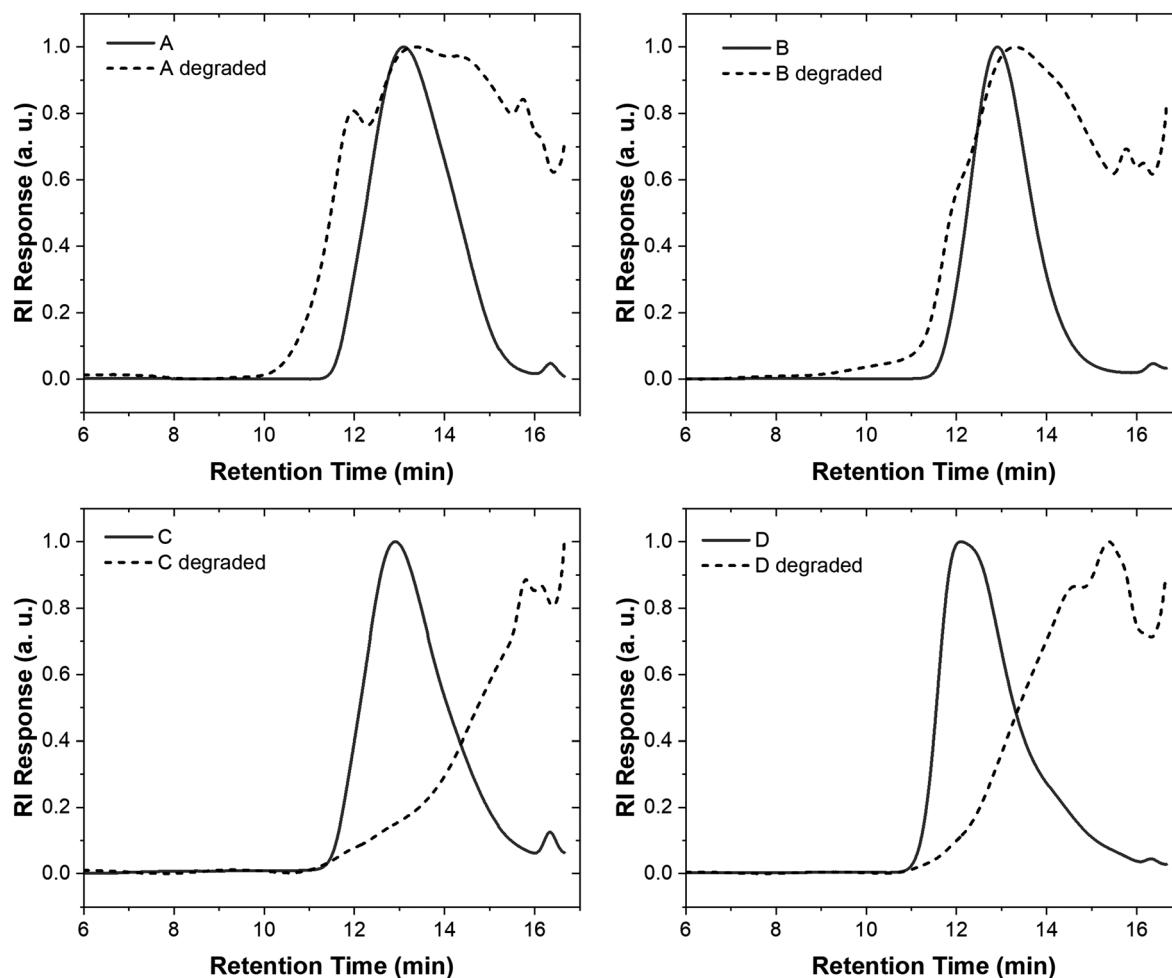 A
A degraded
1.0
0.8
0.6
0.4
0.2
0.0
RI Response (a. u.)
6 8 10 12 14 16
Retention Time (min)
B
B degraded
1.0
0.8
0.6
0.4
0.2
0.0
RI Response (a. u.)
6 8 10 12 14 16
Retention Time (min)
C
C degraded
1.0
0.8
0.6
0.4
0.2
0.0
RI Response (a. u.)
6 8 10 12 14 16
Retention Time (min)
D
D degraded
1.0
0.8
0.6
0.4
0.2
0.0
RI Response (a. u.)
6 8 10 12 14 16
Retention Time (min)